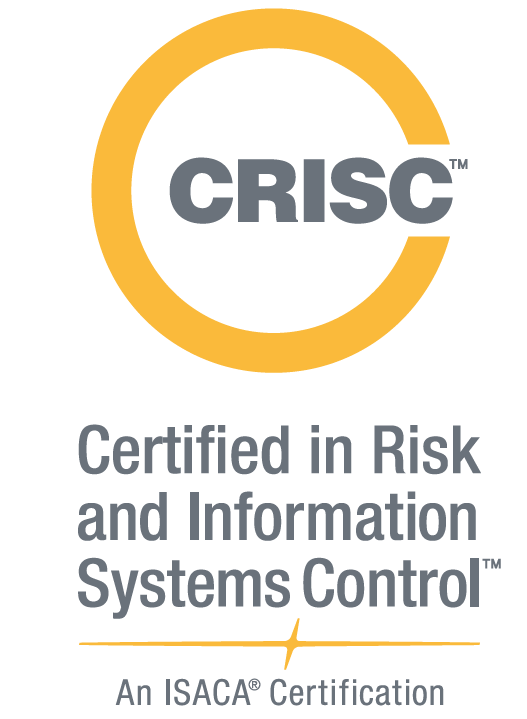 CRISC™
Certified in Risk
and Information
Systems Control™
An ISACA® Certification